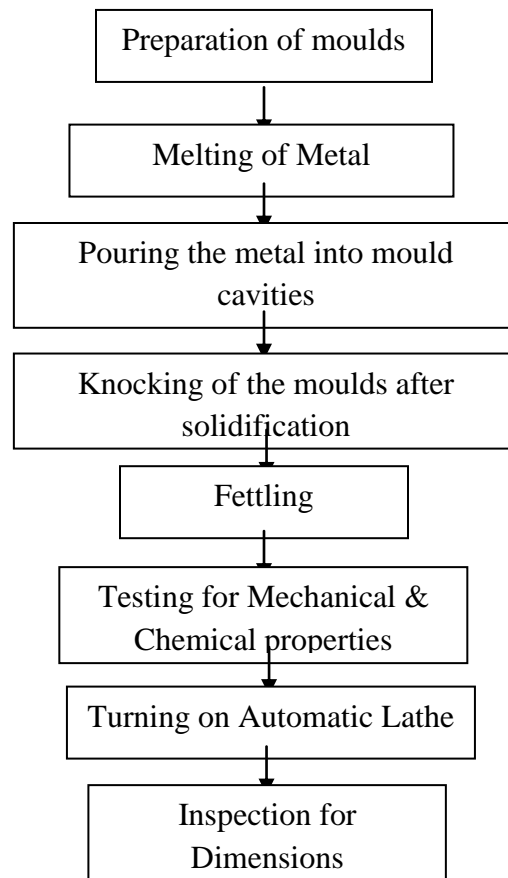 Preparation of moulds
Melting of Metal
Pouring the metal into mould
cavities
Knocking of the moulds after
solidification
Fettling
Testing for Mechanical &
Chemical properties
Turning on Automatic Lathe
Inspection for
Dimensions